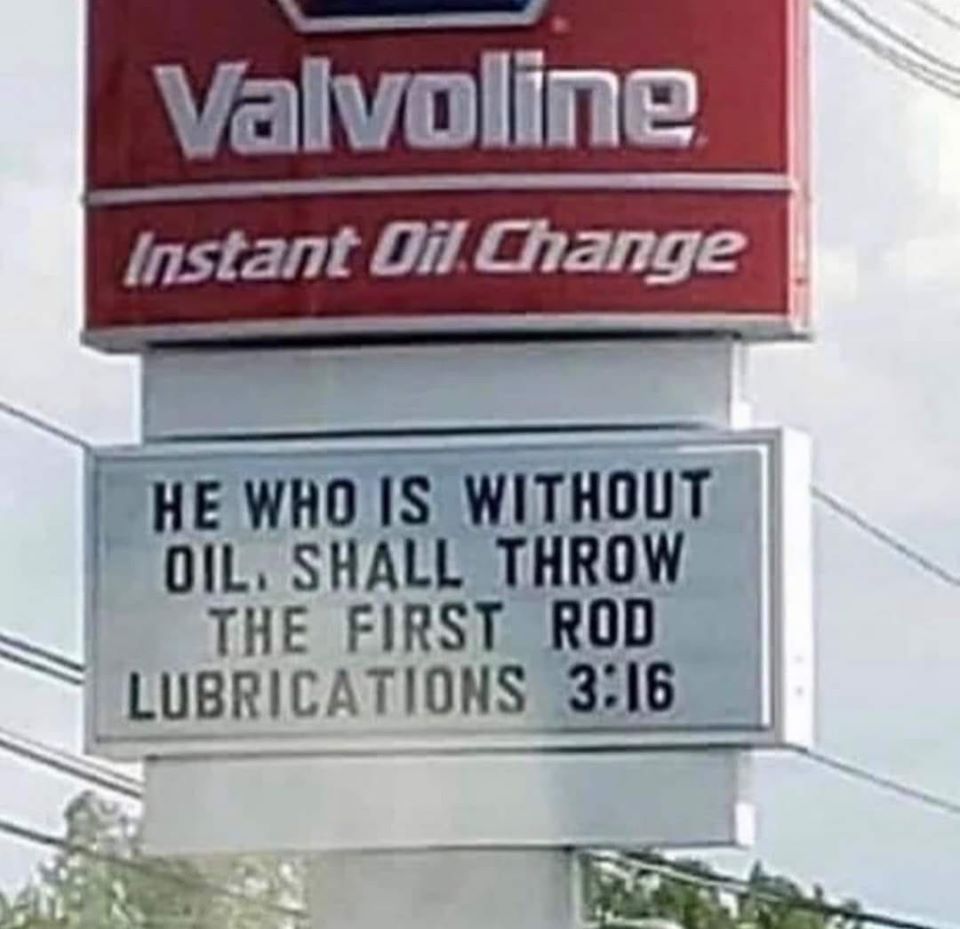 Valvoline
Instant Oil Change
HE WHO IS WITHOUT
OIL. SHALL THROW
THE FIRST ROD
LUBRICATIONS 3:16